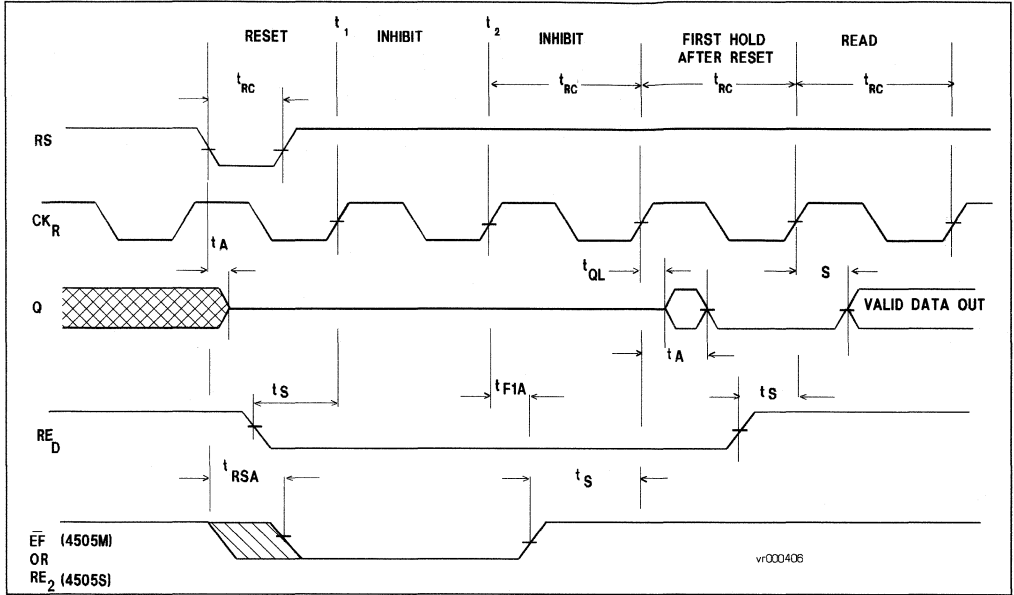 t1 t2
RESET INHIBIT INHIBIT FIRST HOLD READ
AFTER RESET
tRC tRC tRC tRC
RS
CKR
tA tQL S
Q VALID DATA OUT
tA
tS tF1A tS
RED
tRSA tS
EF (4505M)
OR
RE2 (4505S)
vr000406